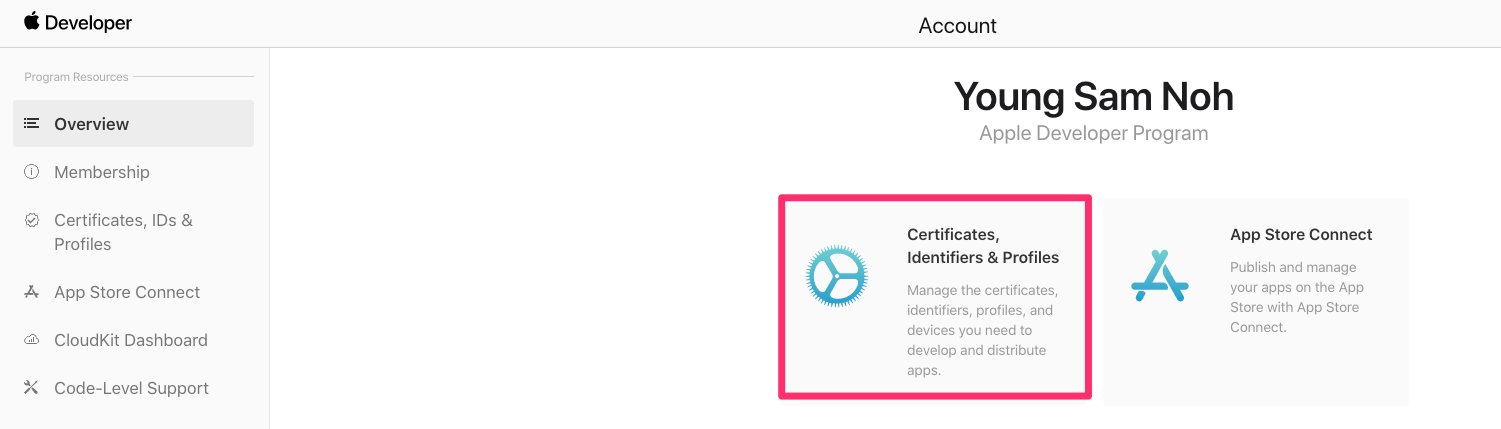 Developer
Account
Program Resources
Overview
Membership
Certificates, IDs &
Profiles
App Store Connect
CloudKit Dashboard
Code-Level Support
Young Sam Noh
Apple Developer Program
Certificates,
Identifiers & Profiles
Manage the certificates,
identifiers, profiles, and
devices you need to
develop and distribute
apps.
App Store Connect
Publish and manage
your apps on the App
Store with App Store
Connect.